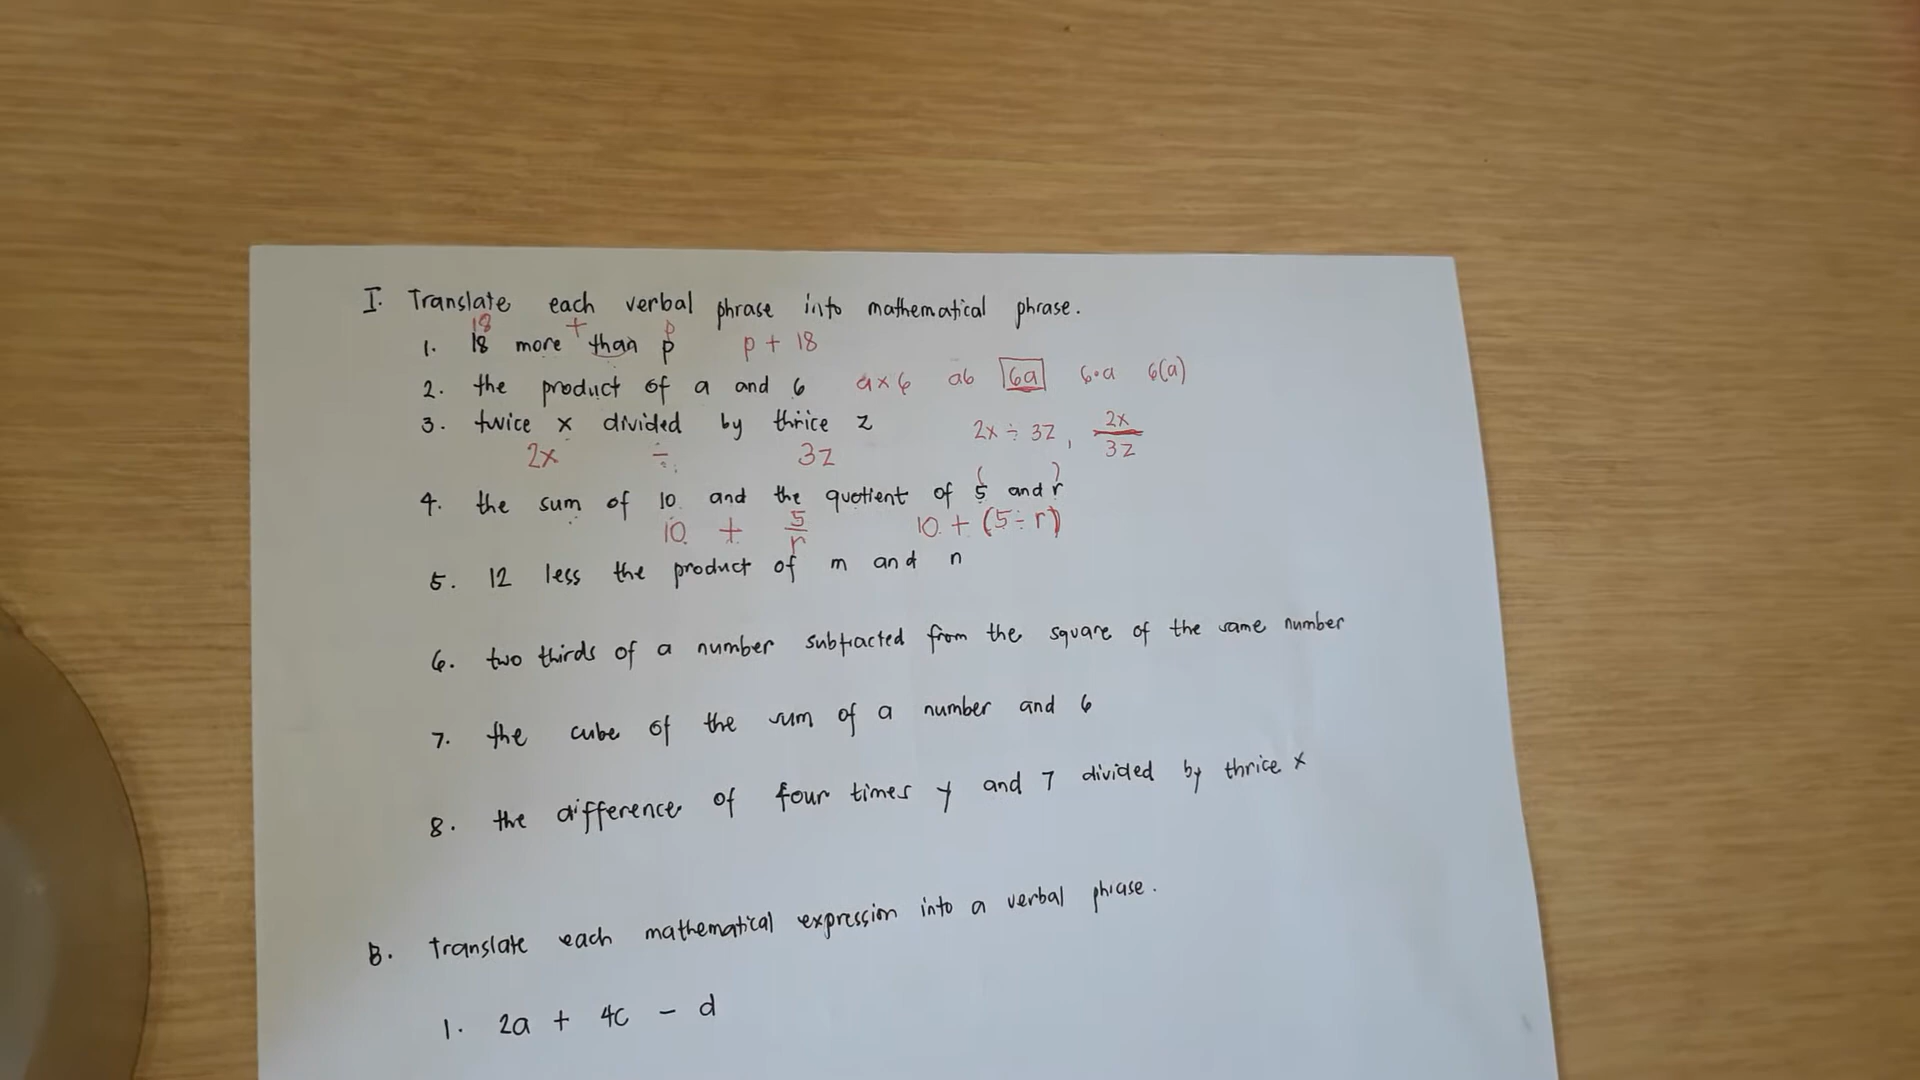 I. Translate each verbal phrase into mathematical phrase.
18 + p
1. 18 more than p p + 18
2. the product of a and 6 a × 6 a6 6a 6·a 6(a)
3. twice x divided by thrice z 2x ÷ 3z, 2x/3z
2x ÷ 3z
4. the sum of 10 and the quotient of 5 and r
10 + 5/r 10 + (5 ÷ r)
5. 12 less the product of m and n
6. two thirds of a number subtracted from the square of the same number
7. the cube of the sum of a number and 6
8. the difference of four times y and 7 divided by thrice x
B. Translate each mathematical expression into a verbal phrase.
1. 2a + 4c - d